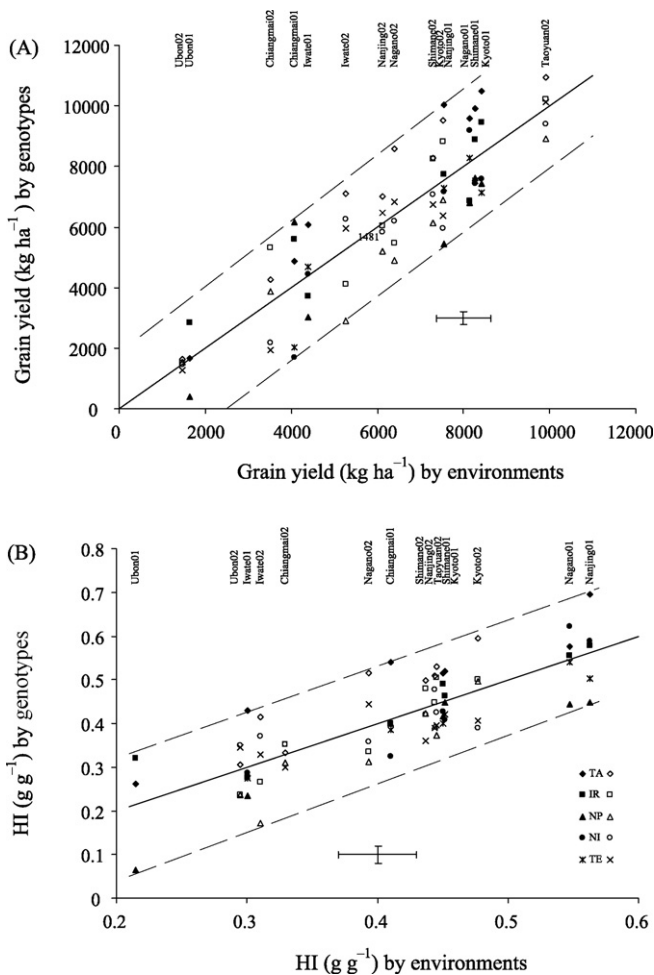 (A)
Ubon02
Ubon01
Chiangmai02
Chiangmai01
Iwate01
Iwate02
Nanjing02
Nagano02
Shimane02
Kyoto02
Nanjing01
Nagano01
Shimane01
Kyoto01
Taoyuan02
12000
10000
8000
6000
4000
2000
0
1481
Grain yield (kg ha⁻¹) by genotypes
0 2000 4000 6000 8000 10000 12000
Grain yield (kg ha⁻¹) by environments
(B)
Ubon01
Ubon02
Iwate01
Iwate02
Chiangmai02
Nagano02
Chiangmai01
Shimane02
Nanjing02
Taoyuan02
Shimane01
Kyoto01
Kyoto02
Nagano01
Nanjing01
0.8
0.7
0.6
0.5
0.4
0.3
0.2
0.1
0
HI (g g⁻¹) by genotypes
TA
IR
NP
NI
TE
0.2 0.3 0.4 0.5 0.6
HI (g g⁻¹) by environments